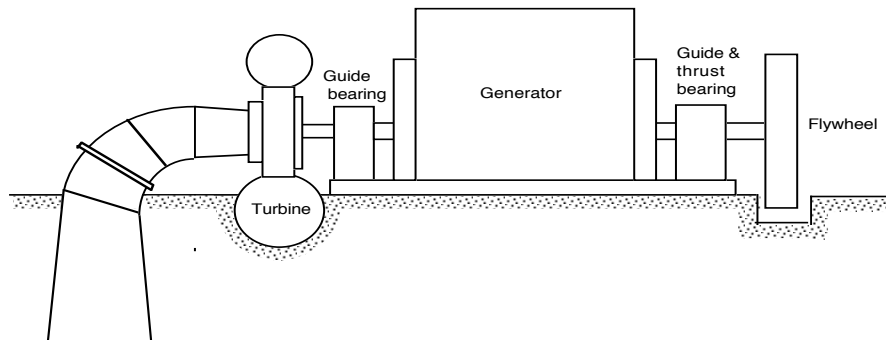 Guide
bearing
Generator
Guide &
thrust
bearing
Flywheel
Turbine